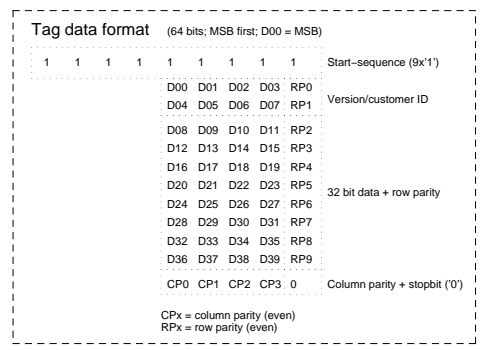 Tag data format (64 bits; MSB first; D00 = MSB)
1 1 1 1 1 1 1 1 1 Start−sequence (9x'1')
D00 D01 D02 D03 RP0
D04 D05 D06 D07 RP1
Version/customer ID
D08 D09 D10 D11 RP2
D12 D13 D14 D15 RP3
D16 D17 D18 D19 RP4
D20 D21 D22 D23 RP5
32 bit data + row parity
D24 D25 D26 D27 RP6
D28 D29 D30 D31 RP7
D32 D33 D34 D35 RP8
D36 D37 D38 D39 RP9
CP0 CP1 CP2 CP3 0 Column parity + stopbit ('0')
CPx = column parity (even)
RPx = row parity (even)